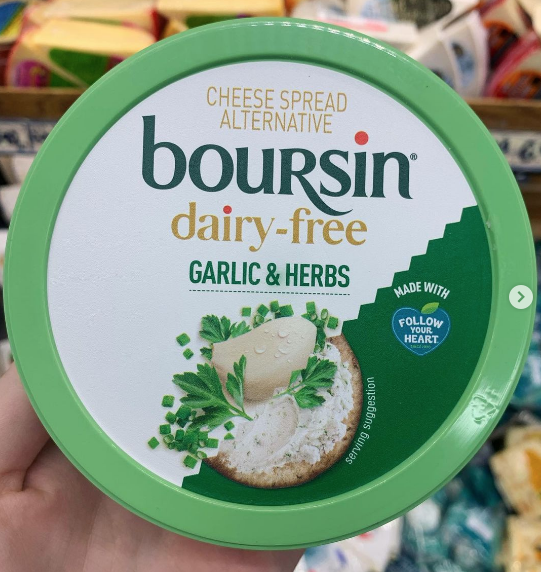 CHEESE SPREAD
ALTERNATIVE
boursin®
dairy-free
GARLIC & HERBS
MADE WITH
FOLLOW
YOUR
HEART
serving suggestion